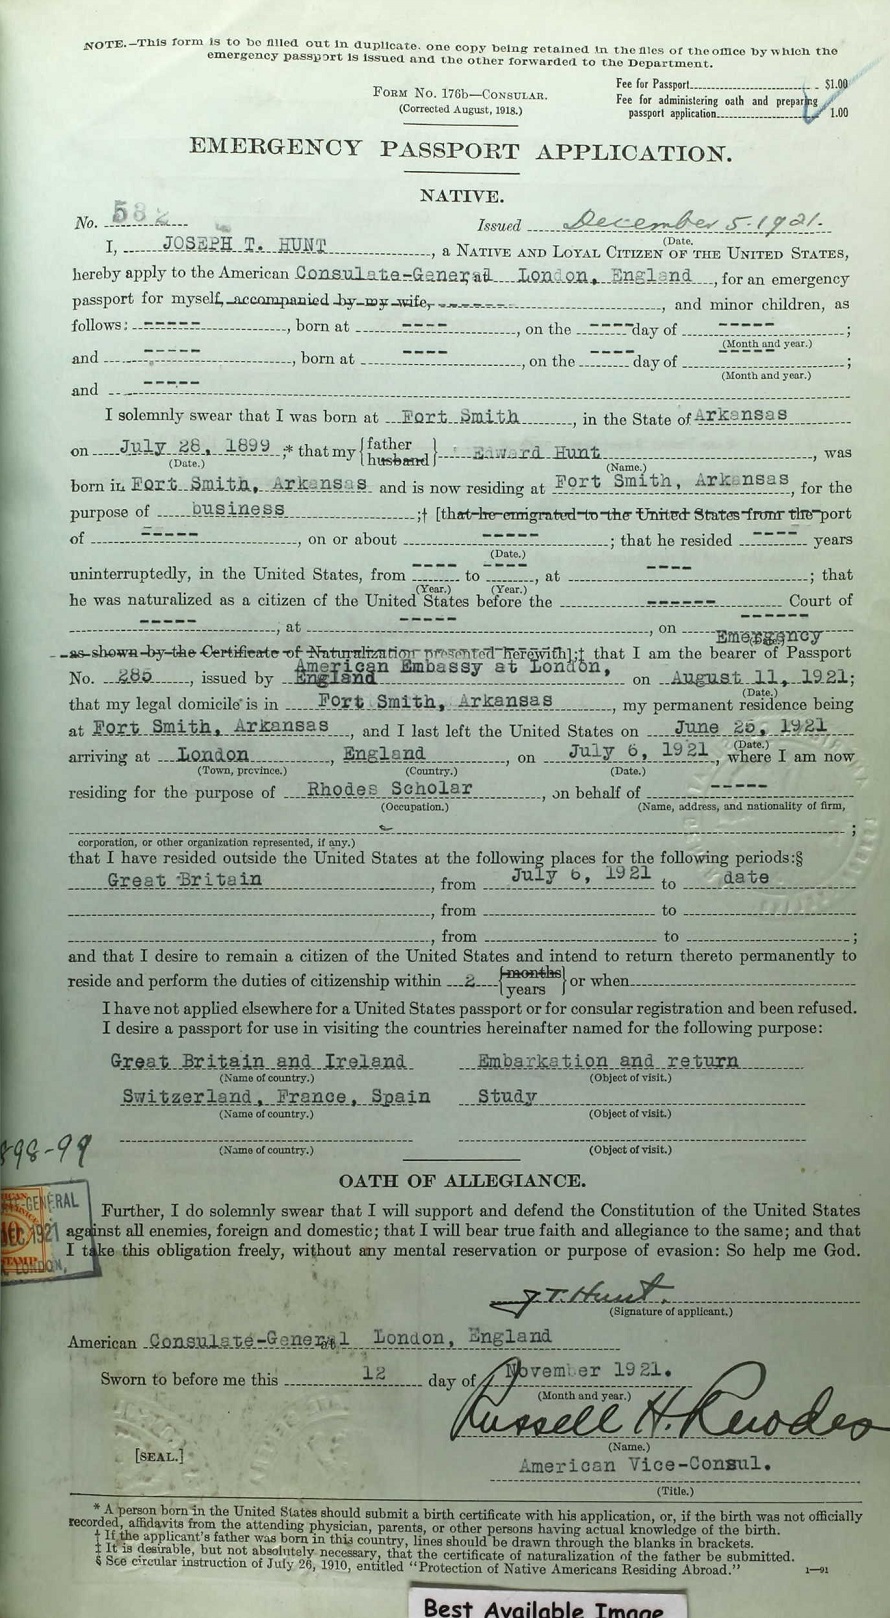 NOTE.—This form is to be filled out in duplicate. one copy being retained in the files of the office by which the
emergency passport is issued and the other forwarded to the Department.
FORM NO. 176b—CONSULAR.
(Corrected August, 1918.)
Fee for Passport $1.00
Fee for administering oath and preparing
passport application 1.00
EMERGENCY PASSPORT APPLICATION.
NATIVE.
No. 582 Issued December 5-1921.
(Date.)
I, JOSEPH T. HUNT, a NATIVE AND LOYAL CITIZEN OF THE UNITED STATES,
hereby apply to the American Consulate-General at London, England, for an emergency
passport for myself, accompanied by my wife, -------, and minor children, as
follows: -----, born at ----, on the ---- day of -----;
(Month and year.)
and -----, born at ----, on the ---- day of -----;
(Month and year.)
and -----
I solemnly swear that I was born at Fort Smith, in the State of Arkansas
on July 28, 1899;* that my {father husband} Edward Hunt, was
(Date.) (Name.)
born in Fort Smith, Arkansas and is now residing at Fort Smith, Arkansas, for the
purpose of business;† [that he emigrated to the United States from the port
of -----, on or about -----; that he resided ---- years
(Date.)
uninterruptedly, in the United States, from ---- to ----, at ----; that
(Year.) (Year.)
he was naturalized as a citizen of the United States before the ------ Court of
-----, at -----, on ------
Emergency
as shown by the Certificate of Naturalization presented herewith];‡ that I am the bearer of Passport
American Embassy at London,
No. 285, issued by England on August 11, 1921;
(Date.)
that my legal domicile is in Fort Smith, Arkansas, my permanent residence being
at Fort Smith, Arkansas, and I last left the United States on June 25, 1921
(Date.)
arriving at London, England, on July 6, 1921, where I am now
(Town, province.) (Country.) (Date.)
residing for the purpose of Rhodes Scholar, on behalf of -----
(Occupation.) (Name, address, and nationality of firm,
;
corporation, or other organization represented, if any.)
that I have resided outside the United States at the following places for the following periods:§
Great Britain, from July 6, 1921 to date
, from to
, from to ;
and that I desire to remain a citizen of the United States and intend to return thereto permanently to
reside and perform the duties of citizenship within 2 {months years} or when
I have not applied elsewhere for a United States passport or for consular registration and been refused.
I desire a passport for use in visiting the countries hereinafter named for the following purpose:
Great Britain and Ireland Embarkation and return
(Name of country.) (Object of visit.)
Switzerland, France, Spain Study
(Name of country.) (Object of visit.)
(Name of country.) (Object of visit.)
898-99
OATH OF ALLEGIANCE.
Further, I do solemnly swear that I will support and defend the Constitution of the United States
against all enemies, foreign and domestic; that I will bear true faith and allegiance to the same; and that
I take this obligation freely, without any mental reservation or purpose of evasion: So help me God.
J T. Hunt.
(Signature of applicant.)
American Consulate-General at London, England
Sworn to before me this 12 day of November 1921.
(Month and year.)
Russell H. Rhodes
(Name.)
[SEAL.]
American Vice-Consul.
(Title.)
* A person born in the United States should submit a birth certificate with his application, or, if the birth was not officially
recorded, affidavits from the attending physician, parents, or other persons having actual knowledge of the birth.
† If the applicant's father was born in this country, lines should be drawn through the blanks in brackets.
‡ It is desirable, but not absolutely necessary, that the certificate of naturalization of the father be submitted.
§ See circular instruction of July 26, 1910, entitled "Protection of Native Americans Residing Abroad."
1—91
Best Available Image